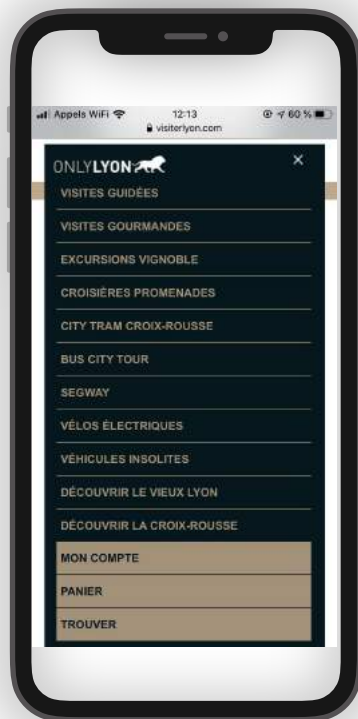 Appels WiFi 12:13 60 %
visiterlyon.com
ONLYLYON ×
VISITES GUIDÉES
VISITES GOURMANDES
EXCURSIONS VIGNOBLE
CROISIÈRES PROMENADES
CITY TRAM CROIX-ROUSSE
BUS CITY TOUR
SEGWAY
VÉLOS ÉLECTRIQUES
VÉHICULES INSOLITES
DÉCOUVRIR LE VIEUX LYON
DÉCOUVRIR LA CROIX-ROUSSE
MON COMPTE
PANIER
TROUVER